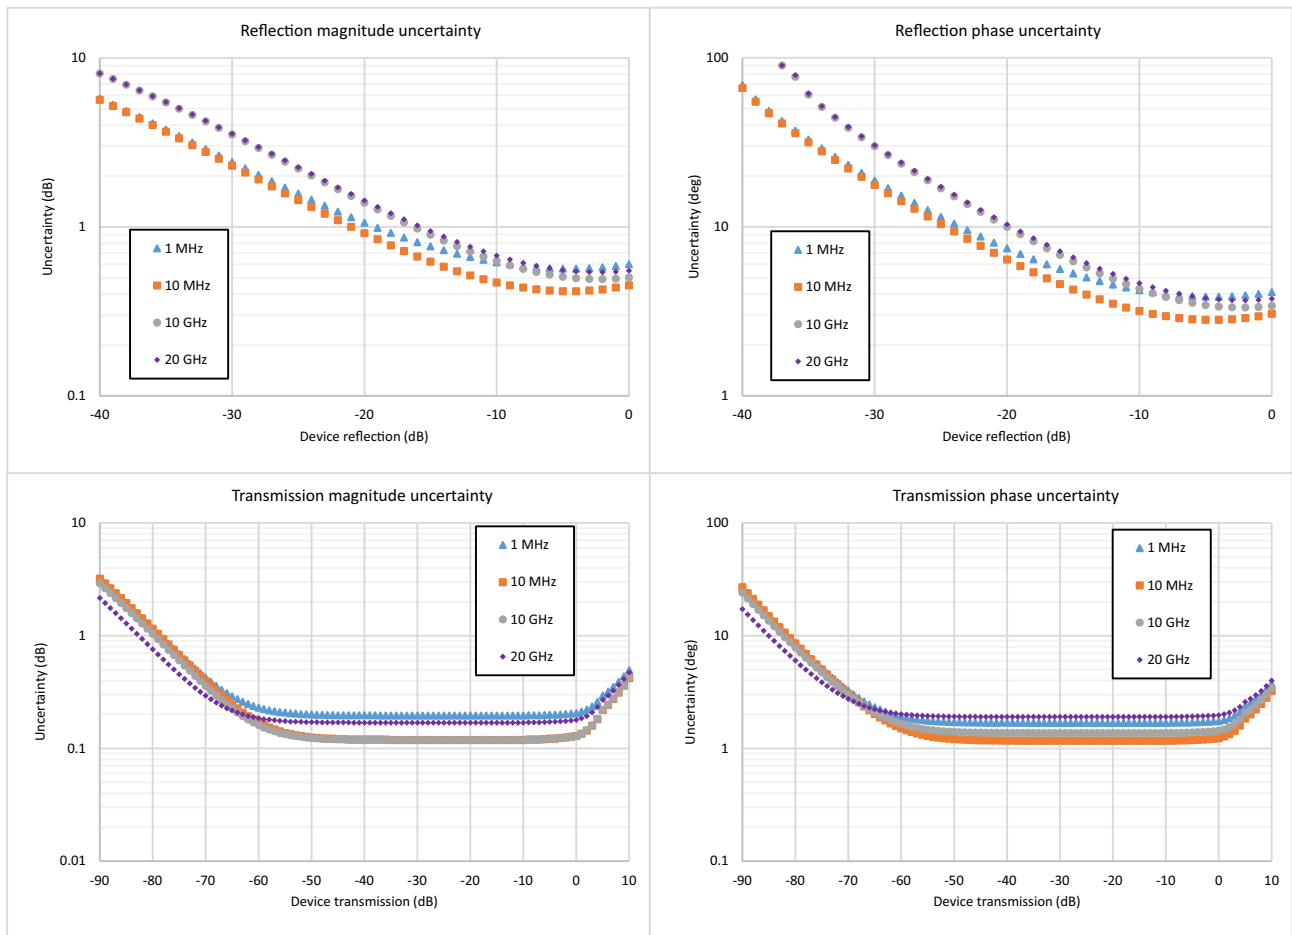 Reflection magnitude uncertainty
10
1
0.1
Uncertainty (dB)
1 MHz
10 MHz
10 GHz
20 GHz
-40 -30 -20 -10 0
Device reflection (dB)
Reflection phase uncertainty
100
10
1
Uncertainty (deg)
1 MHz
10 MHz
10 GHz
20 GHz
-40 -30 -20 -10 0
Device reflection (dB)
Transmission magnitude uncertainty
10
1
0.1
0.01
Uncertainty (dB)
1 MHz
10 MHz
10 GHz
20 GHz
-90 -80 -70 -60 -50 -40 -30 -20 -10 0 10
Device transmission (dB)
Transmission phase uncertainty
100
10
1
0.1
Uncertainty (deg)
1 MHz
10 MHz
10 GHz
20 GHz
-90 -80 -70 -60 -50 -40 -30 -20 -10 0 10
Device transmission (dB)